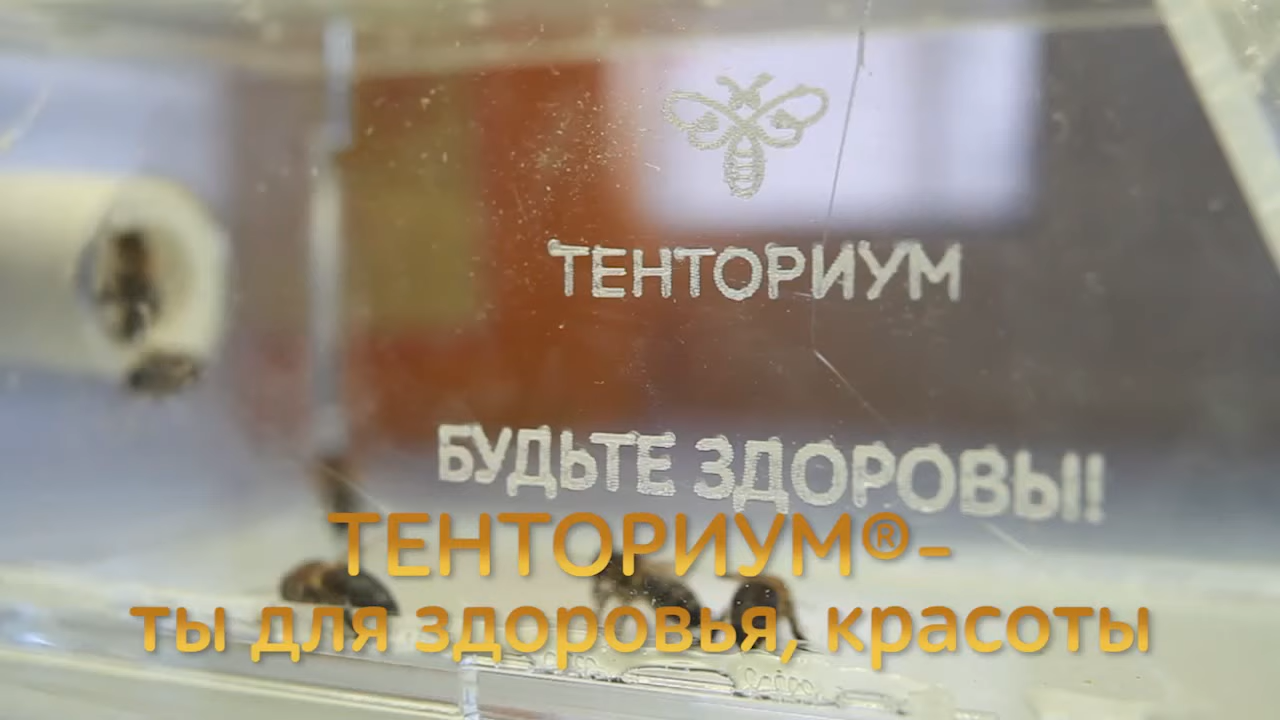 ТЕНТОРИУМ
БУДЬТЕ ЗДОРОВЫ!
ТЕНТОРИУМ®-
ты для здоровья, красоты